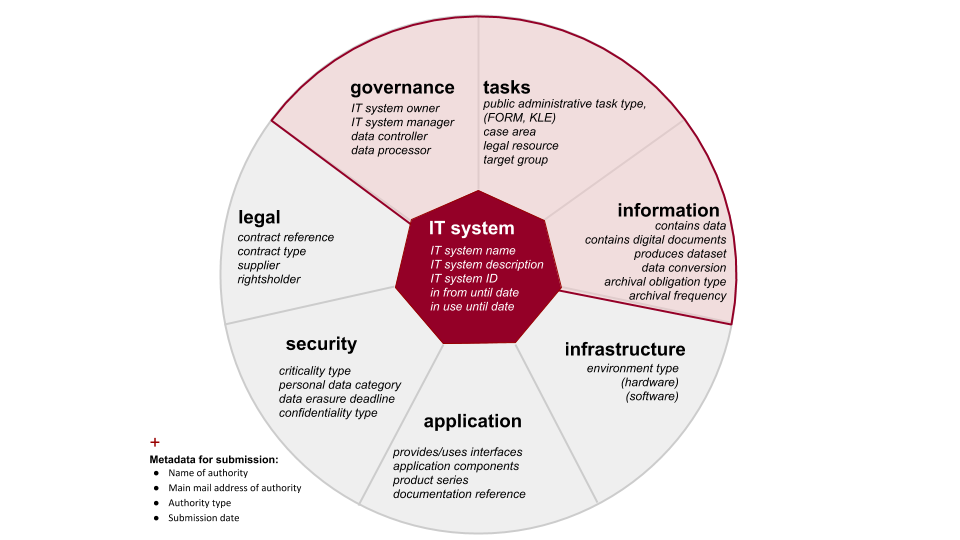 governance
IT system owner
IT system manager
data controller
data processor
tasks
public administrative task type,
(FORM, KLE)
case area
legal resource
target group
legal
contract reference
contract type
supplier
rightsholder
IT system
IT system name
IT system description
IT system ID
in from until date
in use until date
information
contains data
contains digital documents
produces dataset
data conversion
archival obligation type
archival frequency
security
criticality type
personal data category
data erasure deadline
confidentiality type
application
provides/uses interfaces
application components
product series
documentation reference
infrastructure
environment type
(hardware)
(software)
+
Metadata for submission:
● Name of authority
● Main mail address of authority
● Authority type
● Submission date